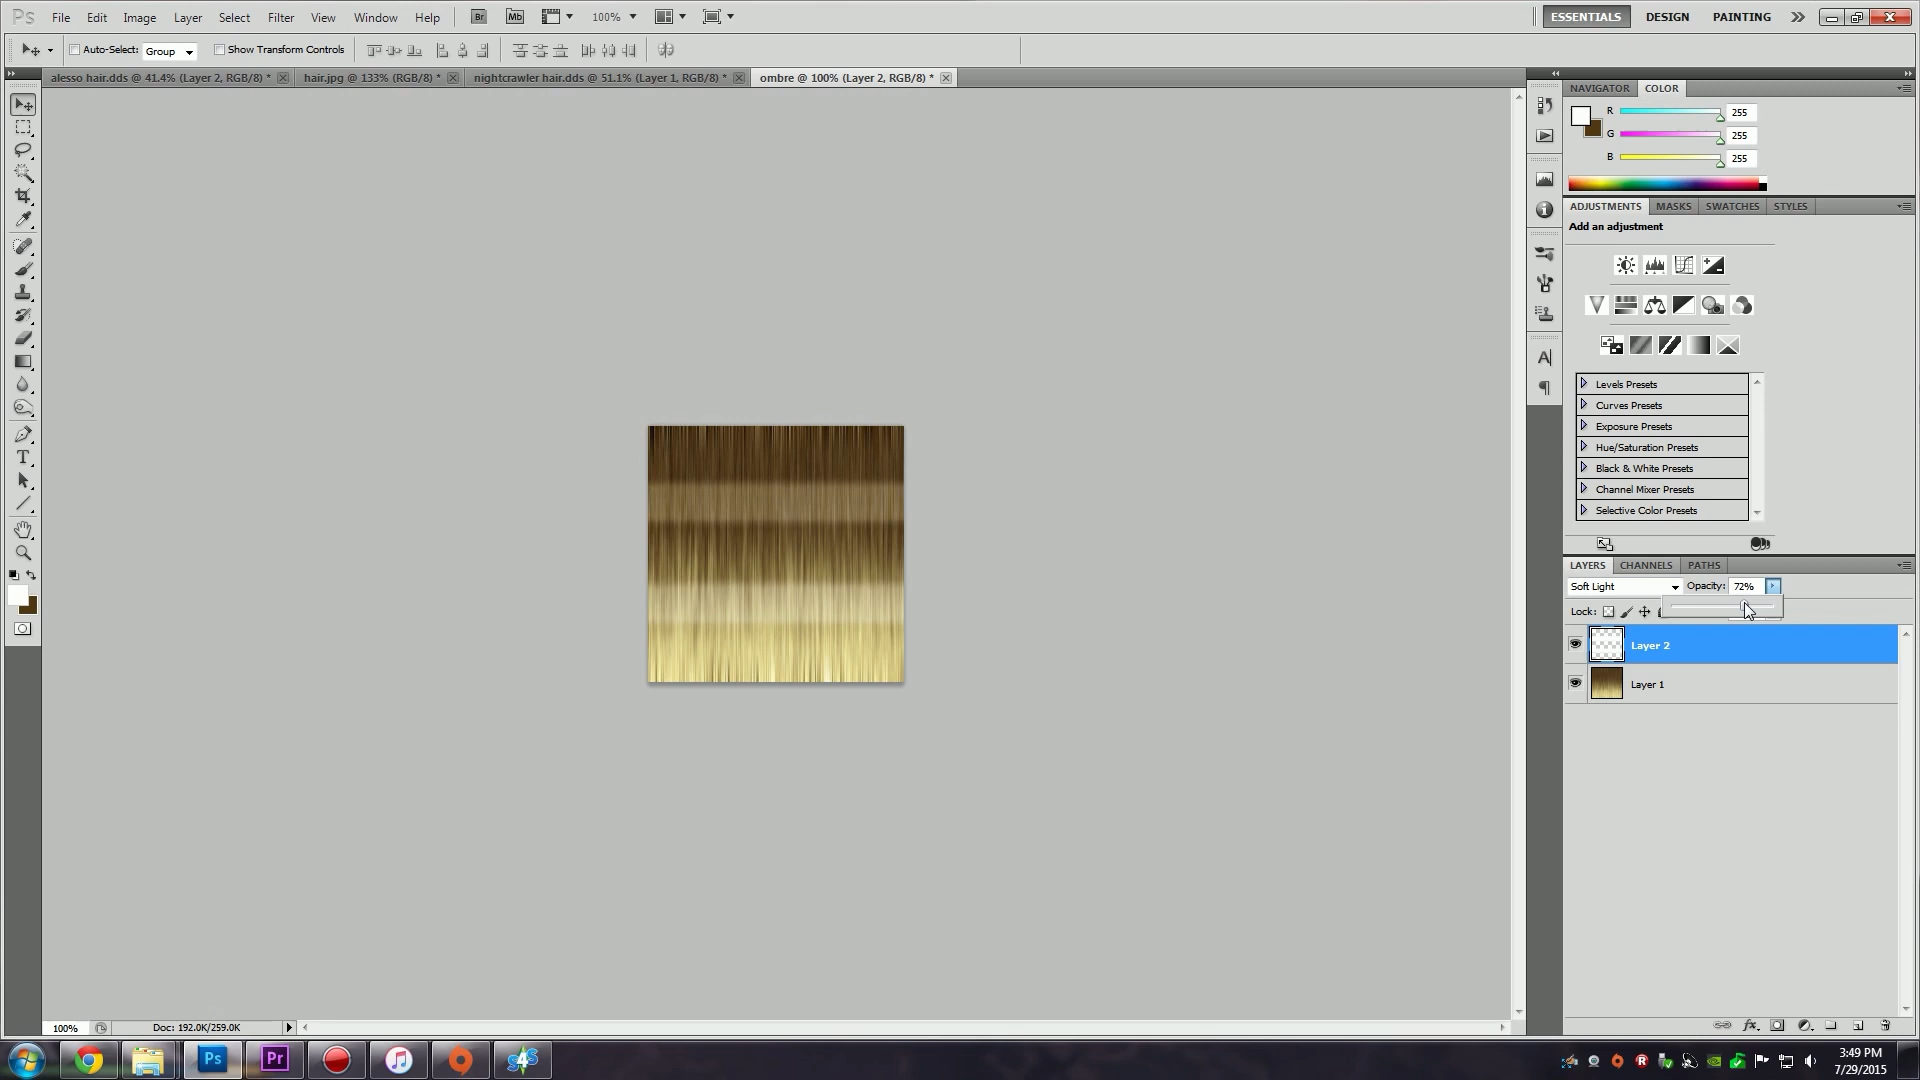 Ps File Edit Image Layer Select Filter View Window Help Br Mb 100% ESSENTIALS DESIGN PAINTING
Auto-Select: Group Show Transform Controls
alesso hair.dds @ 41.4% (Layer 2, RGB/8) * hair.jpg @ 133% (RGB/8) * nightcrawler hair.dds @ 51.1% (Layer 1, RGB/8) * ombre @ 100% (Layer 2, RGB/8) *
NAVIGATOR COLOR
R 255
G 255
B 255
ADJUSTMENTS MASKS SWATCHES STYLES
Add an adjustment
Levels Presets
Curves Presets
Exposure Presets
Hue/Saturation Presets
Black & White Presets
Channel Mixer Presets
Selective Color Presets
LAYERS CHANNELS PATHS
Soft Light Opacity: 72%
Lock:
Layer 2
Layer 1
100% Doc: 192.0K/259.0K
Ps Pr
3:49 PM
7/29/2015